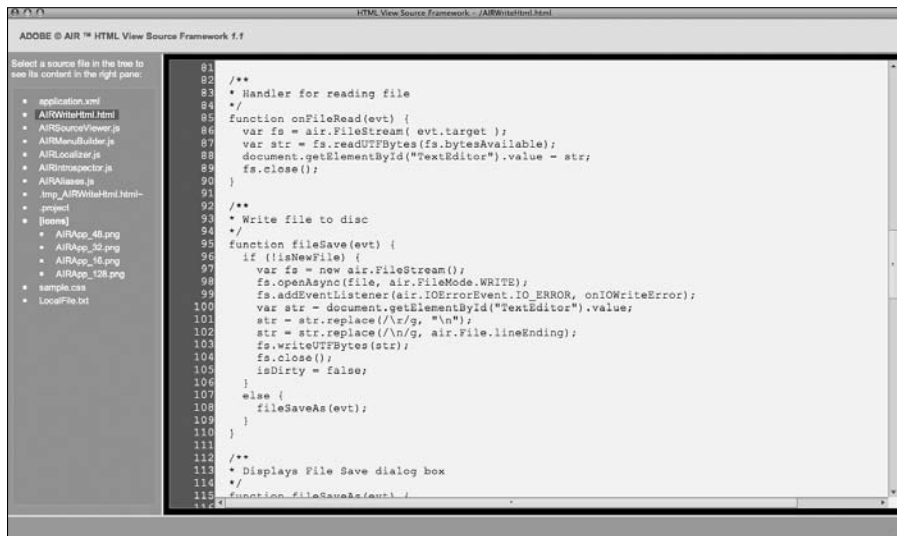 HTML View Source Framework - /AIRWriteHtml.html
ADOBE © AIR ™ HTML View Source Framework 1.1
Select a source file in the tree to
see its content in the right pane:
application.xml
AIRWriteHtml.html
AIRSourceViewer.js
AIRMenuBuilder.js
AIRLocalizer.js
AIRIntrospector.js
AIRAliases.js
.tmp_AIRWriteHtml.html~
.project
[icons]
AIRApp_48.png
AIRApp_32.png
AIRApp_16.png
AIRApp_128.png
sample.css
LocalFile.txt
81
82 /**
83 * Handler for reading file
84 */
85 function onFileRead(evt) {
86 var fs = air.FileStream( evt.target );
87 var str = fs.readUTFBytes(fs.bytesAvailable);
88 document.getElementById("TextEditor").value = str;
89 fs.close();
90 }
91
92 /**
93 * Write file to disc
94 */
95 function fileSave(evt) {
96 if (!isNewFile) {
97 var fs = new air.FileStream();
98 fs.openAsync(file, air.FileMode.WRITE);
99 fs.addEventListener(air.IOErrorEvent.IO_ERROR, onIOWriteError);
100 var str = document.getElementById("TextEditor").value;
101 str = str.replace(/\r/g, "\n");
102 str = str.replace(/\n/g, air.File.lineEnding);
103 fs.writeUTFBytes(str);
104 fs.close();
105 isDirty = false;
106 }
107 else {
108 fileSaveAs(evt);
109 }
110 }
111
112 /**
113 * Displays File Save dialog box
114 */
115 function fileSaveAs(evt) {